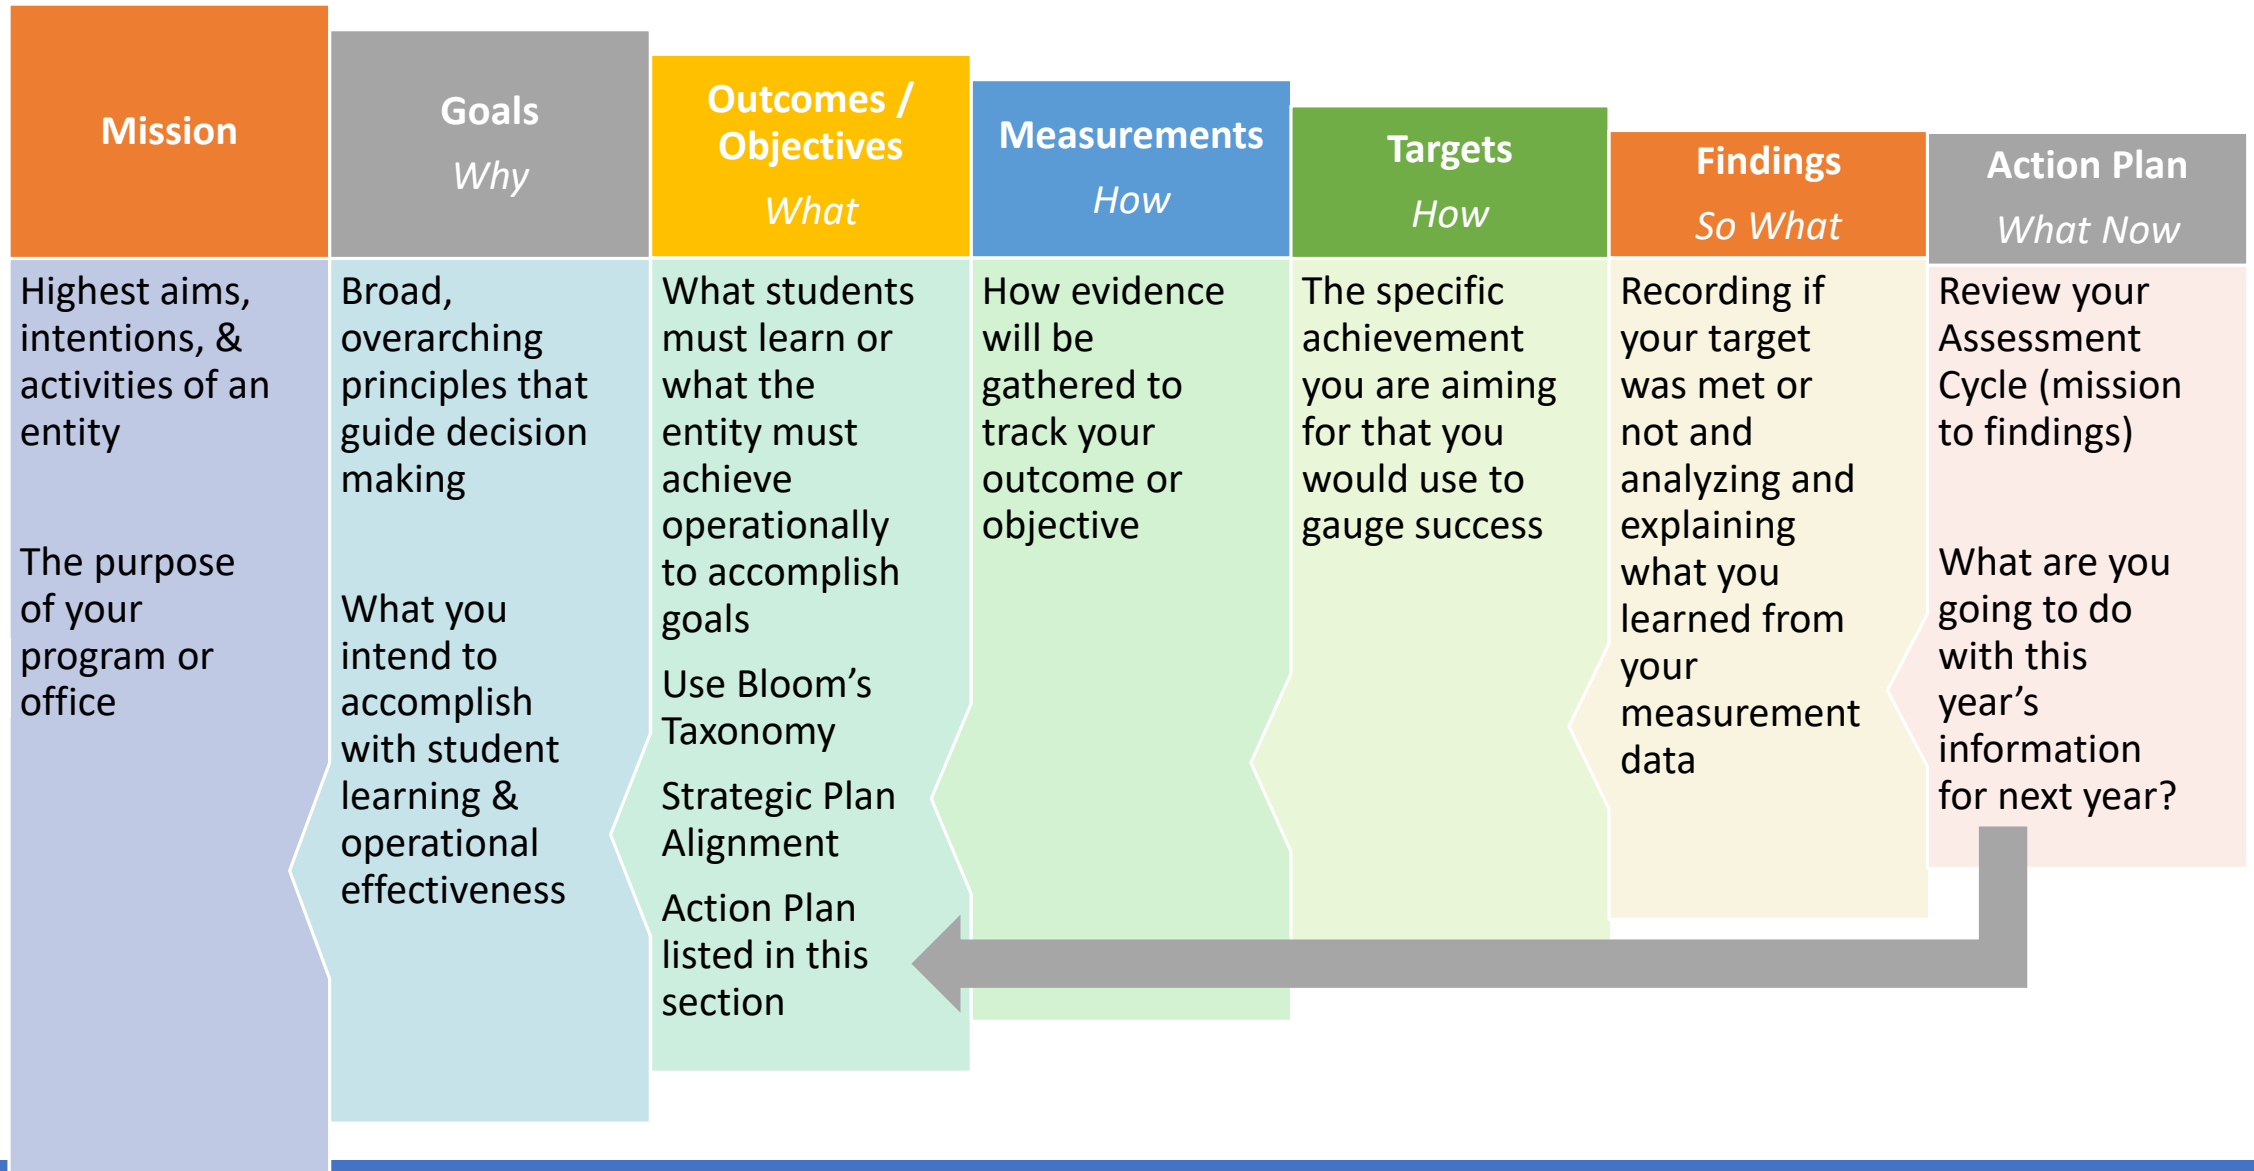 Mission
Highest aims,
intentions, &
activities of an
entity
The purpose
of your
program or
office
Goals
Why
Broad,
overarching
principles that
guide decision
making
What you
intend to
accomplish
with student
learning &
operational
effectiveness
Outcomes /
Objectives
What
What students
must learn or
what the
entity must
achieve
operationally
to accomplish
goals
Use Bloom’s
Taxonomy
Strategic Plan
Alignment
Action Plan
listed in this
section
Measurements
How
How evidence
will be
gathered to
track your
outcome or
objective
Targets
How
The specific
achievement
you are aiming
for that you
would use to
gauge success
Findings
So What
Recording if
your target
was met or
not and
analyzing and
explaining
what you
learned from
your
measurement
data
Action Plan
What Now
Review your
Assessment
Cycle (mission
to findings)
What are you
going to do
with this
year’s
information
for next year?